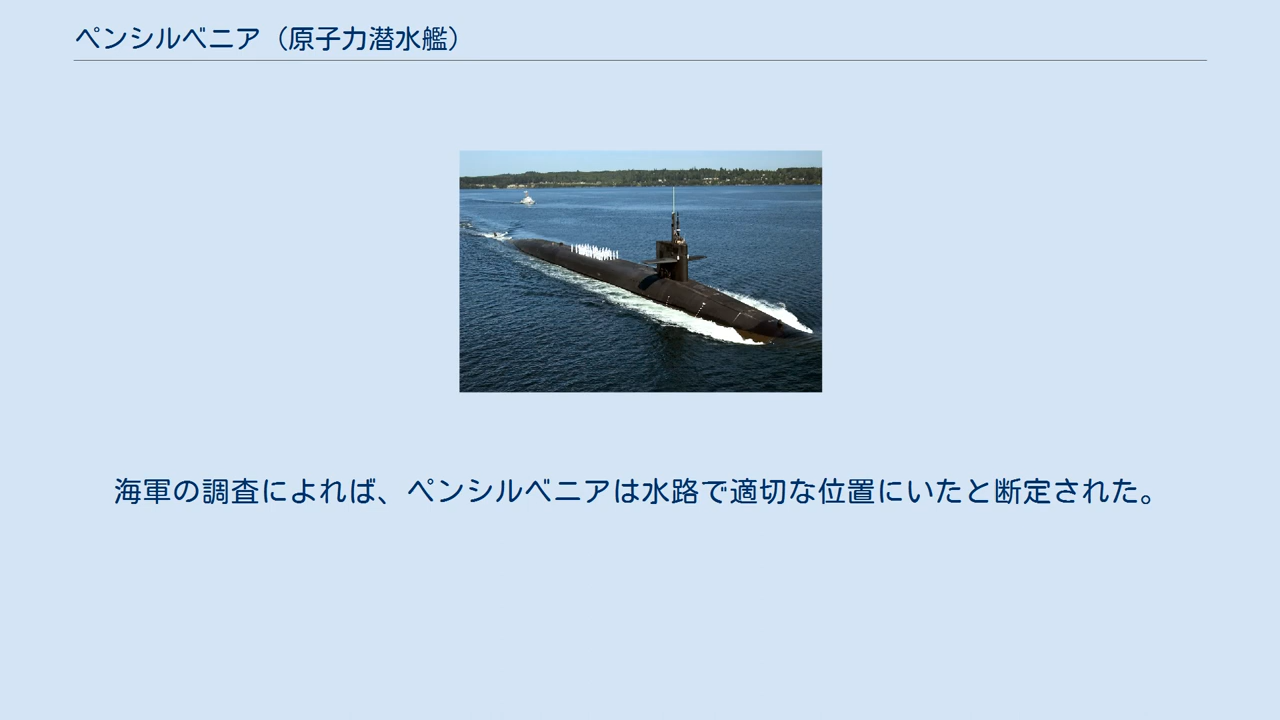 ペンシルベニア（原子力潜水艦）
海軍の調査によれば、ペンシルベニアは水路で適切な位置にいたと断定された。